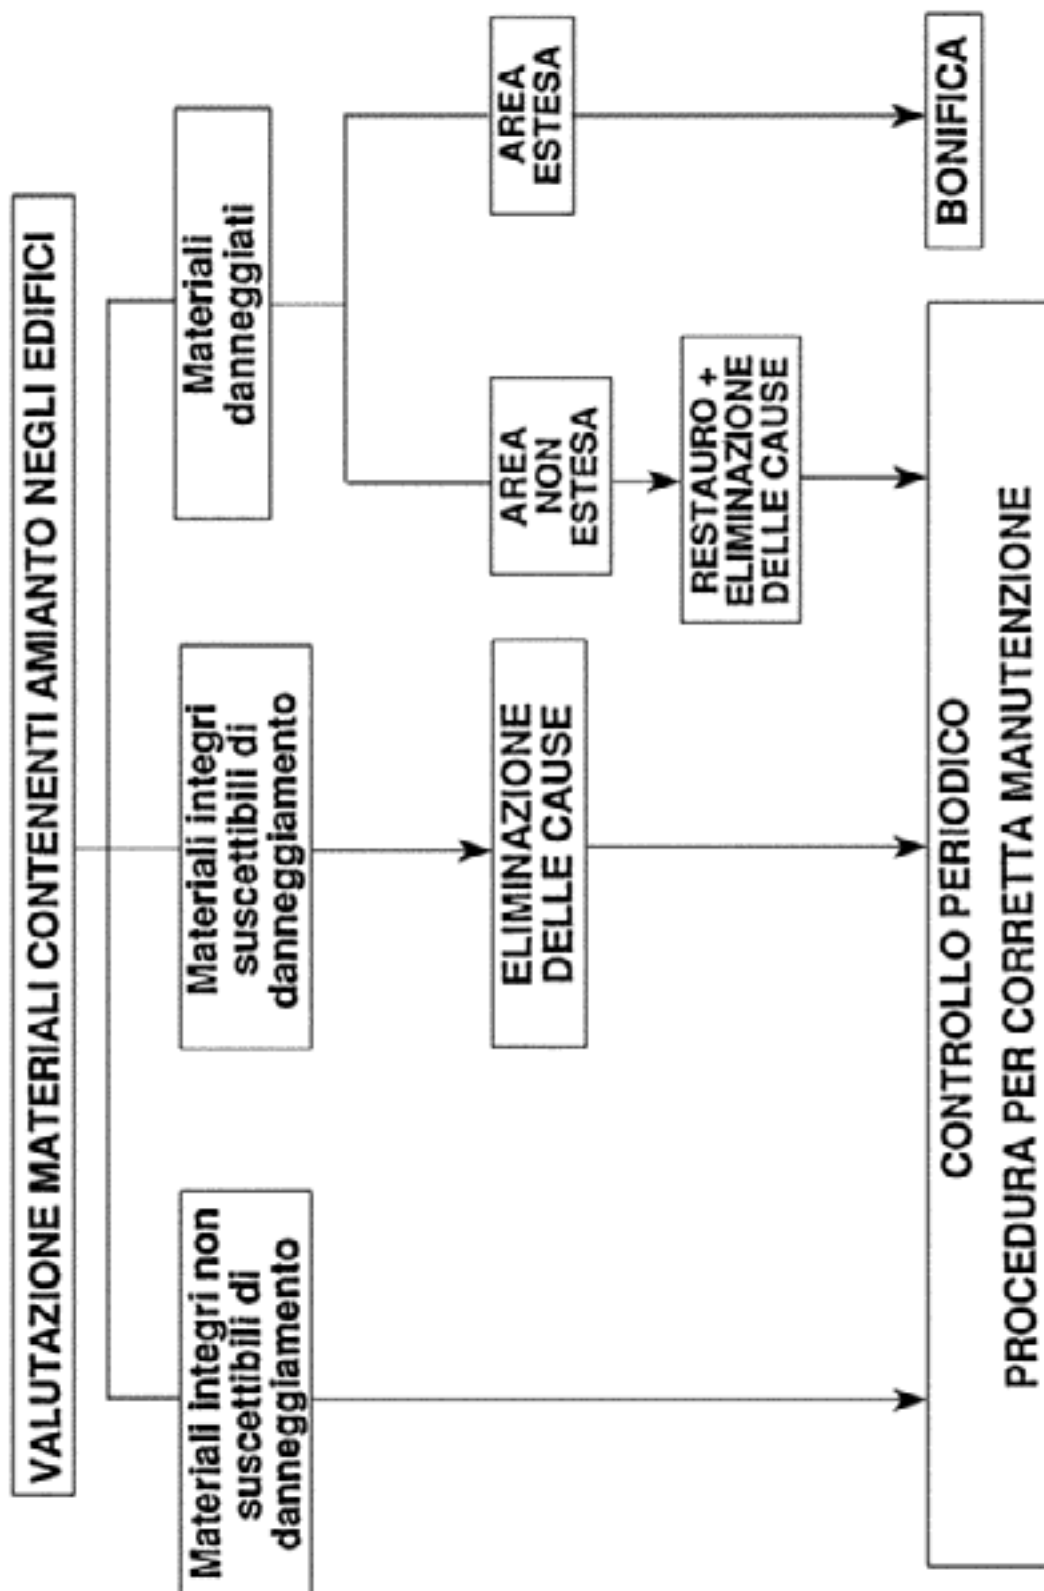 VALUTAZIONE MATERIALI CONTENENTI AMIANTO NEGLI EDIFICI
Materiali integri non
suscettibili di
danneggiamento
Materiali integri
suscettibili di
danneggiamento
Materiali
danneggiati
ELIMINAZIONE
DELLE CAUSE
AREA
NON
ESTESA
AREA
ESTESA
RESTAURO +
ELIMINAZIONE
DELLE CAUSE
CONTROLLO PERIODICO
PROCEDURA PER CORRETTA MANUTENZIONE
BONIFICA